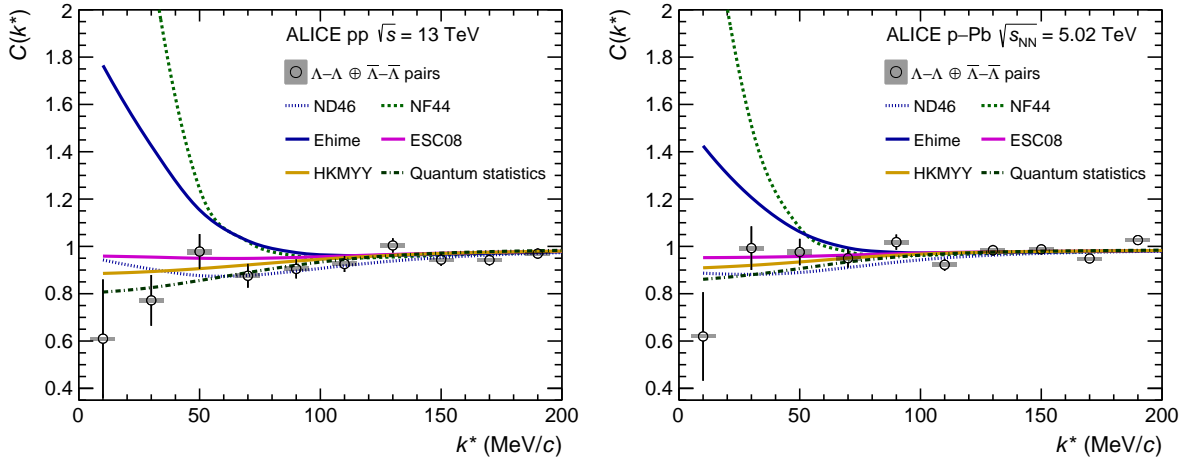 C(k*)
2
1.8
1.6
1.4
1.2
1
0.8
0.6
0.4
ALICE pp √s = 13 TeV
Λ–Λ ⊕ Λ̅–Λ̅ pairs
ND46 NF44
Ehime ESC08
HKMYY Quantum statistics
0 50 100 150 200
k* (MeV/c)
C(k*)
2
1.8
1.6
1.4
1.2
1
0.8
0.6
0.4
ALICE p–Pb √sNN = 5.02 TeV
Λ–Λ ⊕ Λ̅–Λ̅ pairs
ND46 NF44
Ehime ESC08
HKMYY Quantum statistics
0 50 100 150 200
k* (MeV/c)